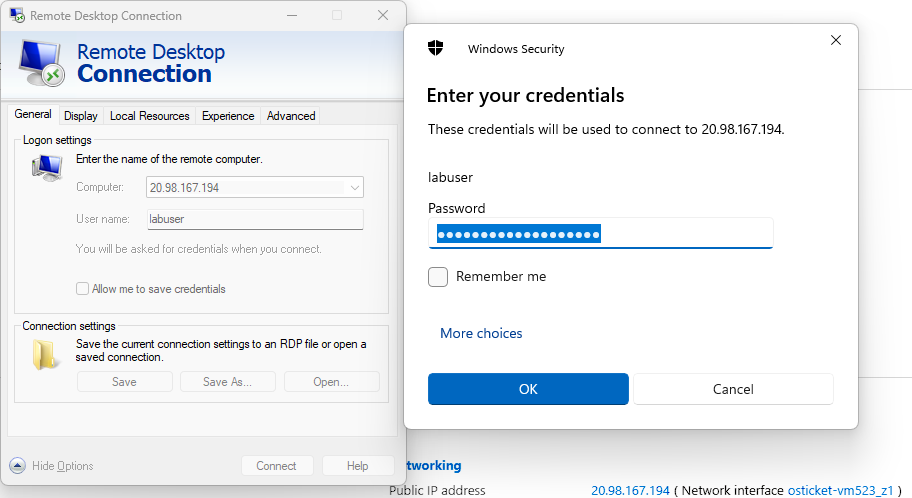 Remote Desktop Connection
Remote Desktop
Connection
General Display Local Resources Experience Advanced
Logon settings
Enter the name of the remote computer.
Computer: 20.98.167.194
User name: labuser
You will be asked for credentials when you connect.
Allow me to save credentials
Connection settings
Save the current connection settings to an RDP file or open a
saved connection.
Save Save As... Open...
Hide Options Connect Help
Windows Security
Enter your credentials
These credentials will be used to connect to 20.98.167.194.
labuser
Password
Remember me
More choices
OK Cancel
tworking
Public IP address 20.98.167.194 ( Network interface osticket-vm523_z1 )